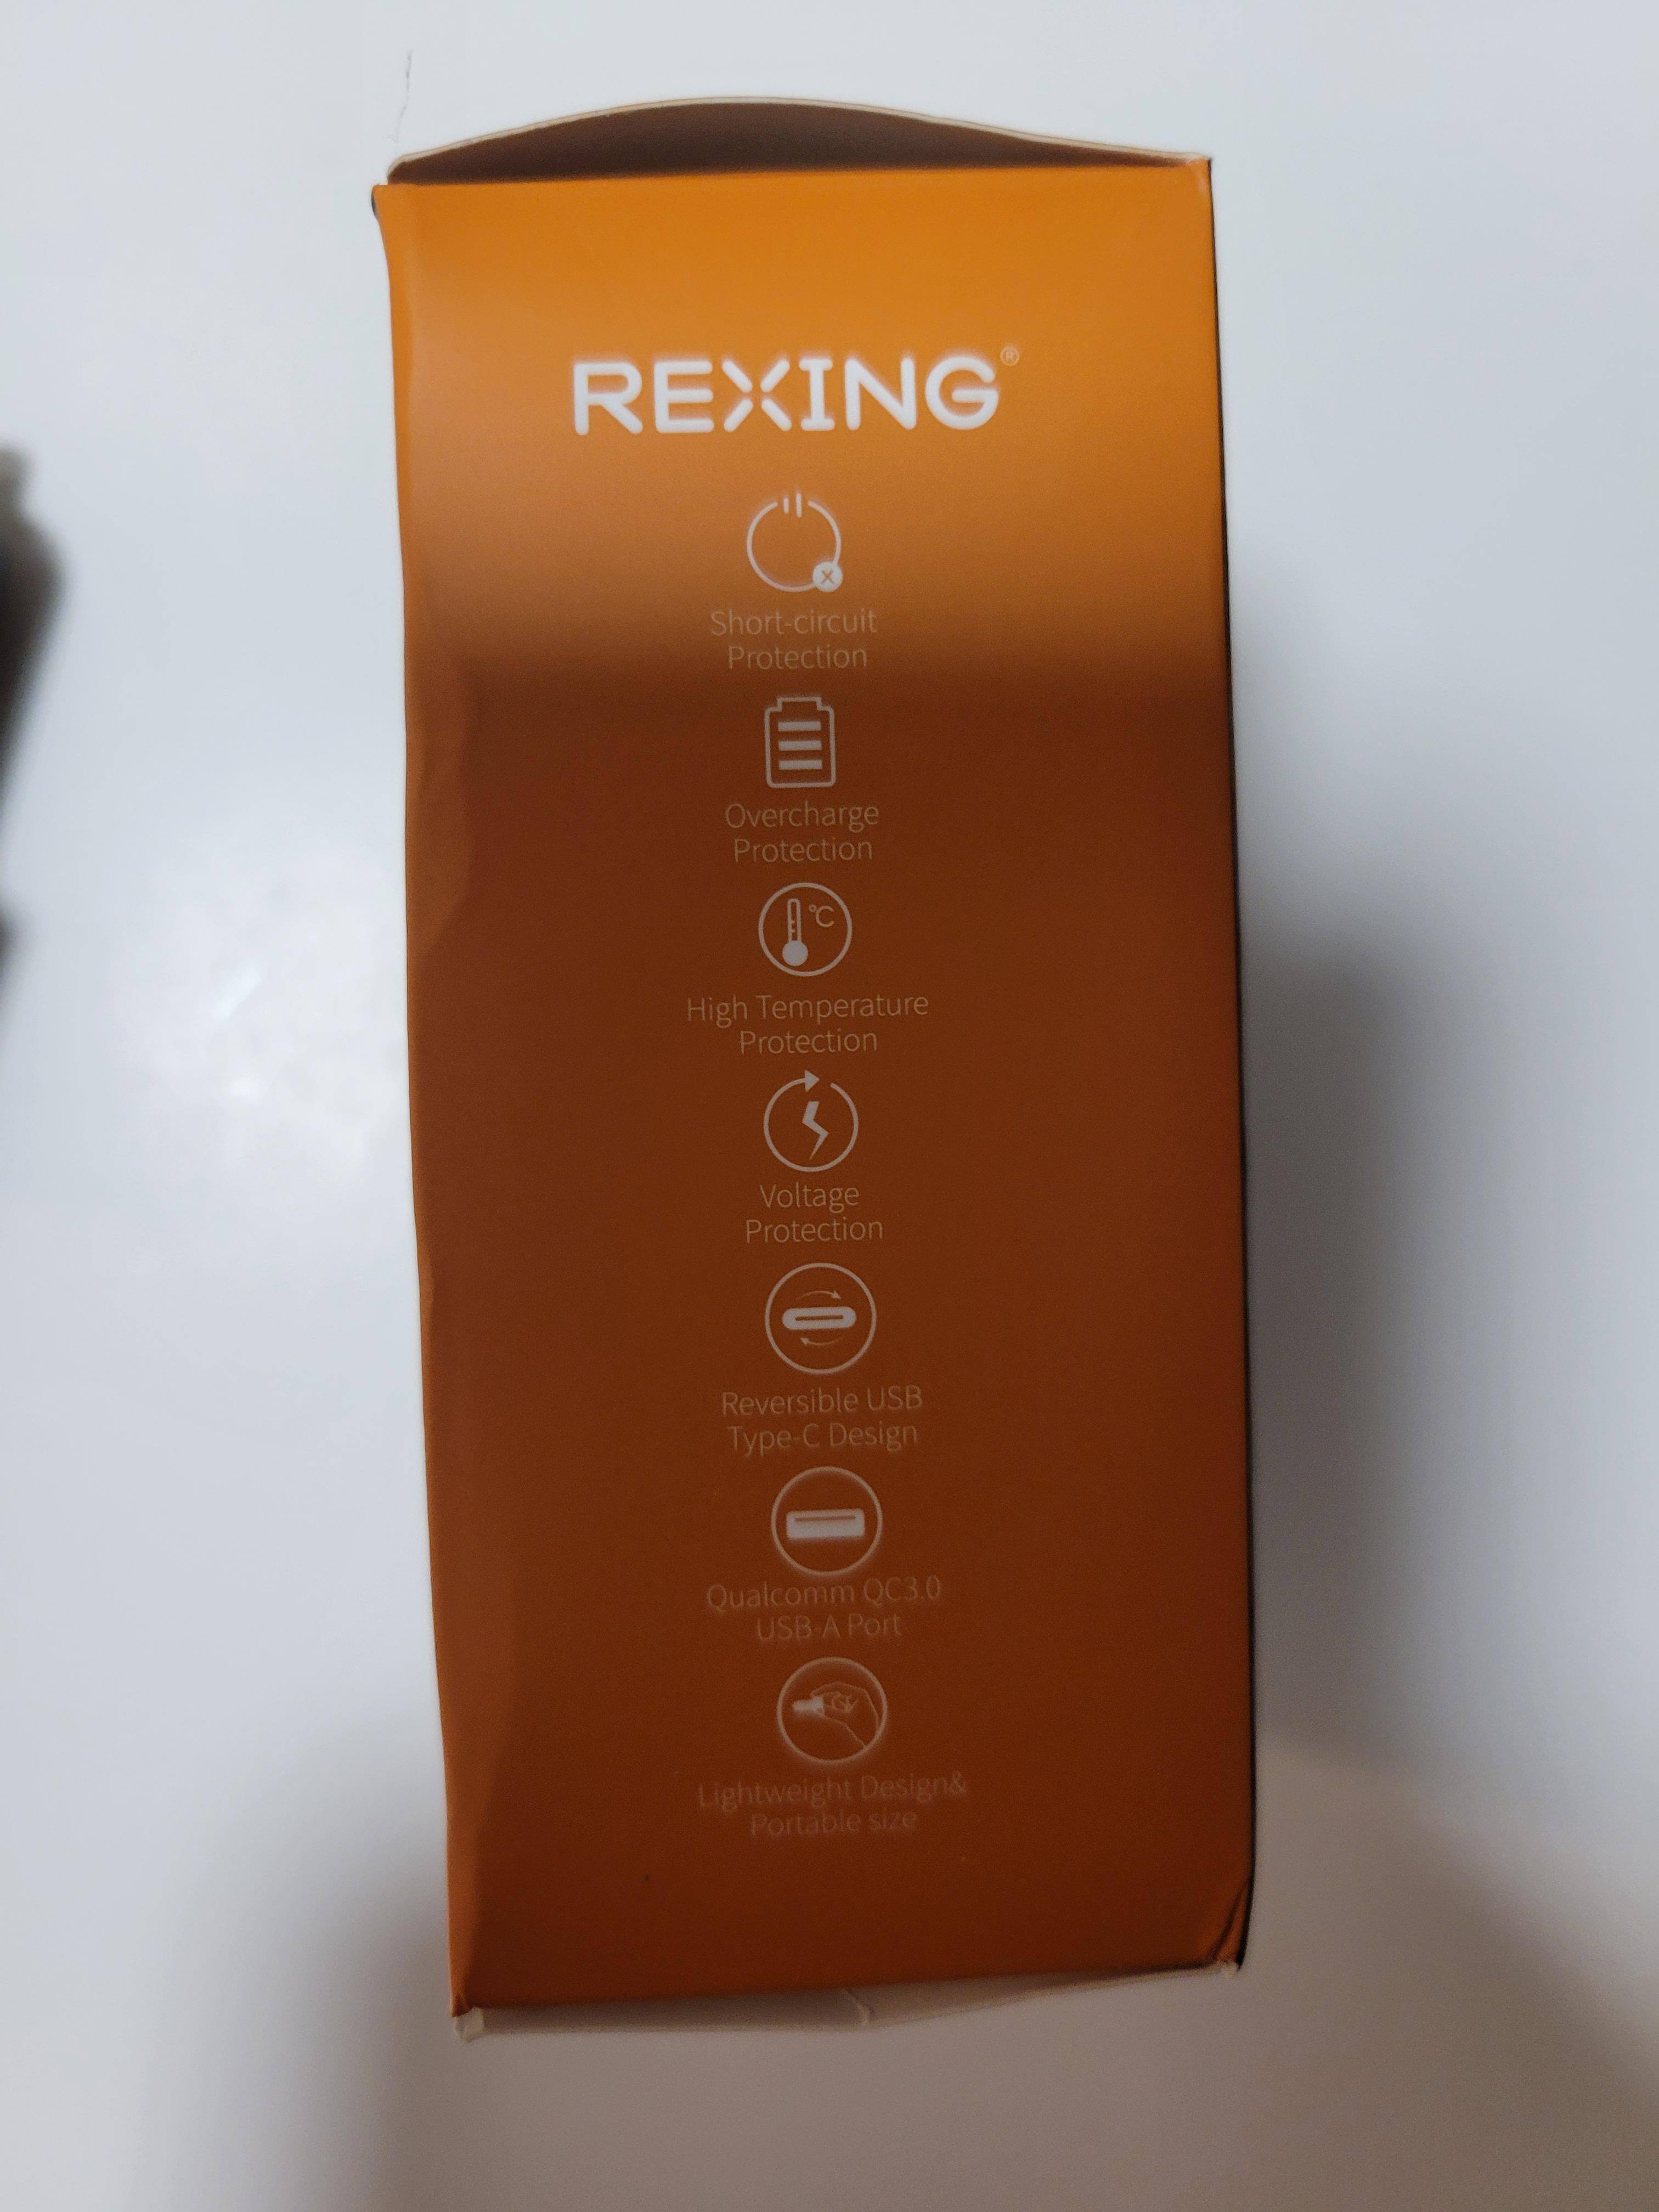 REXING®
Short-circuit
Protection
Overcharge
Protection
°C
High Temperature
Protection
Voltage
Protection
Reversible USB
Type-C Design
Qualcomm QC3.0
USB-A Port
Lightweight Design&
Portable size